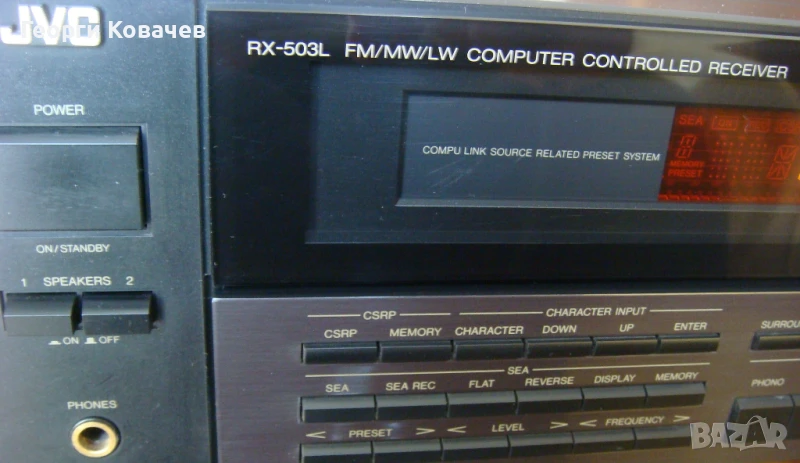 Георги Ковачев
JVC
RX-503L FM/MW/LW COMPUTER CONTROLLED RECEIVER
POWER
COMPU LINK SOURCE RELATED PRESET SYSTEM
SEA
MEMORY
PRESET
ON/STANDBY
1 SPEAKERS 2
ON OFF
PHONES
CSRP CHARACTER INPUT
CSRP MEMORY CHARACTER DOWN UP ENTER
SEA
SEA SEA REC FLAT REVERSE DISPLAY MEMORY
< PRESET > < LEVEL > < FREQUENCY >
PHONO
BAZAR